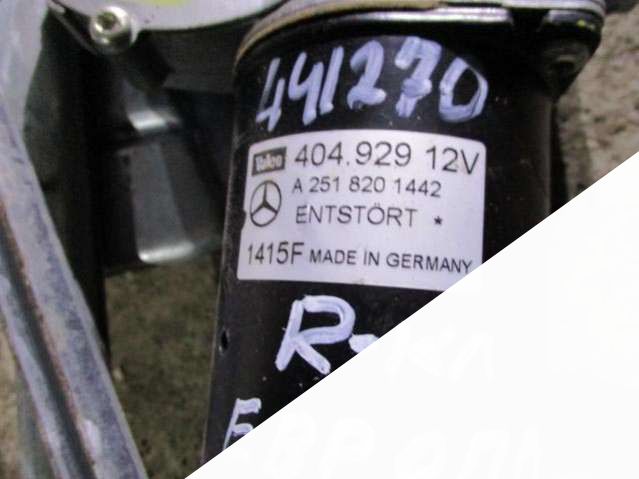 441270
Valeo 404.929 12V
A 251 820 1442
ENTSTÖRT *
1415F MADE IN GERMANY
R-